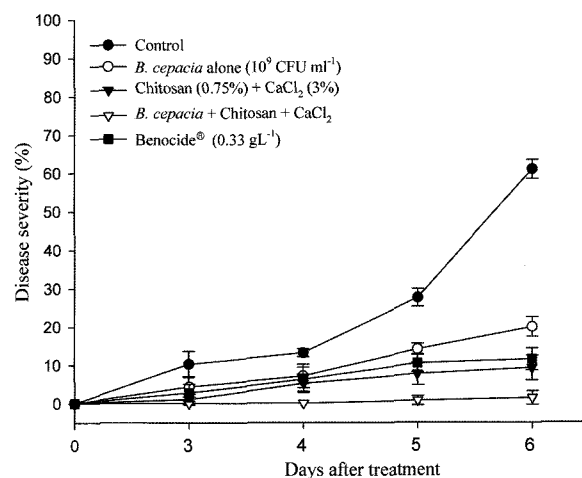 100
90
80
70
60
50
40
30
20
10
0
Disease severity (%)
Control
B. cepacia alone (10⁹ CFU ml⁻¹)
Chitosan (0.75%) + CaCl₂ (3%)
B. cepacia + Chitosan + CaCl₂
Benocide® (0.33 gL⁻¹)
0 3 4 5 6
Days after treatment